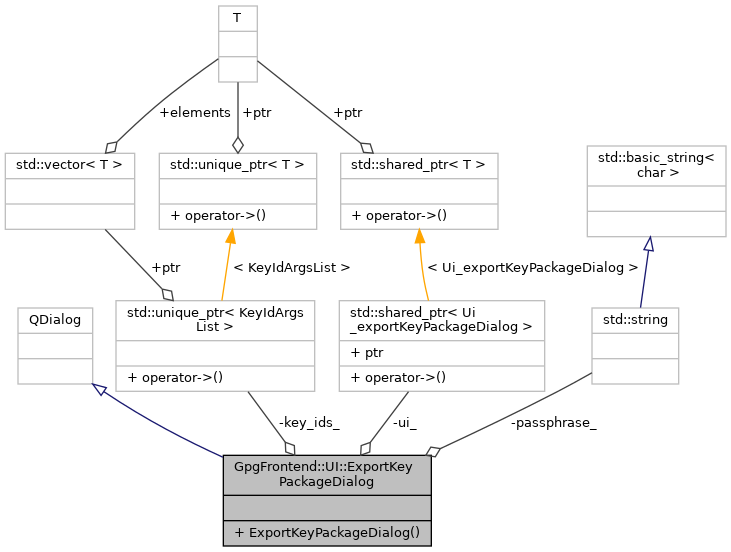 T
+elements
+ptr
+ptr
std::vector< T >
std::unique_ptr< T >
+ operator->()
std::shared_ptr< T >
+ operator->()
std::basic_string<
char >
+ptr
< KeyIdArgsList >
< Ui_exportKeyPackageDialog >
QDialog
std::unique_ptr< KeyIdArgs
List >
+ operator->()
std::shared_ptr< Ui
_exportKeyPackageDialog >
+ ptr
+ operator->()
std::string
-key_ids_
-ui_
-passphrase_
GpgFrontend::UI::ExportKey
PackageDialog
+ ExportKeyPackageDialog()